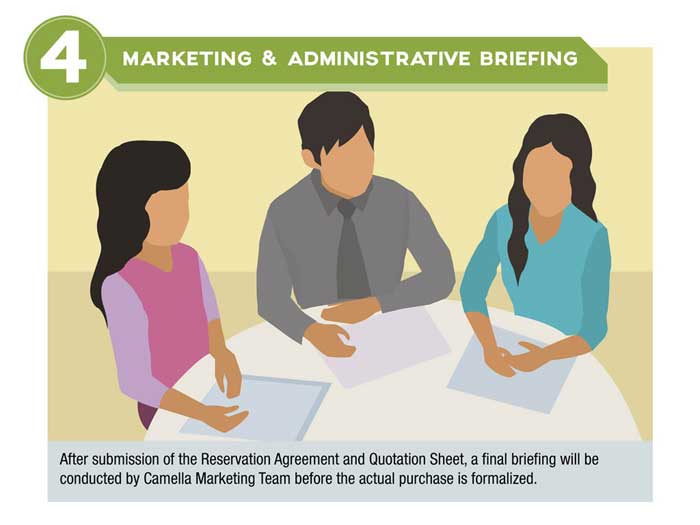 4
MARKETING & ADMINISTRATIVE BRIEFING
After submission of the Reservation Agreement and Quotation Sheet, a final briefing will be
conducted by Camella Marketing Team before the actual purchase is formalized.